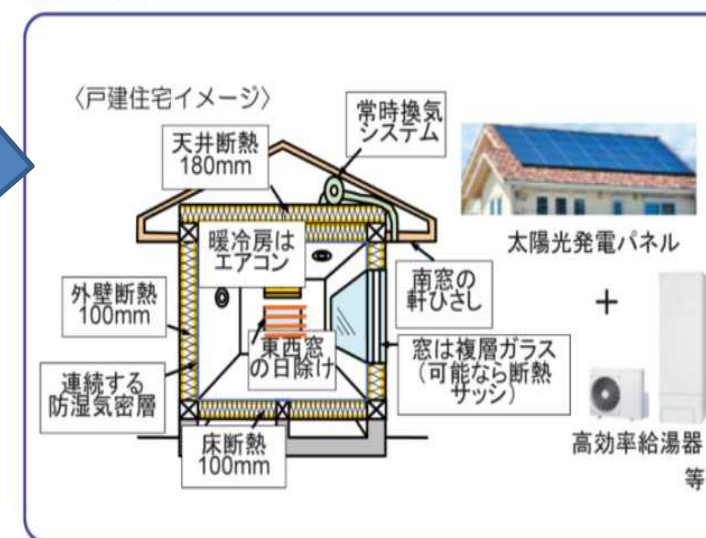 〈戸建住宅イメージ〉
常時換気
システム
天井断熱
180mm
暖冷房は
エアコン
太陽光発電パネル
南窓の
軒ひさし
外壁断熱
100mm
東西窓
の日除け
窓は複層ガラス
(可能なら断熱
サッシ)
連続する
防湿気密層
床断熱
100mm
+
高効率給湯器
等